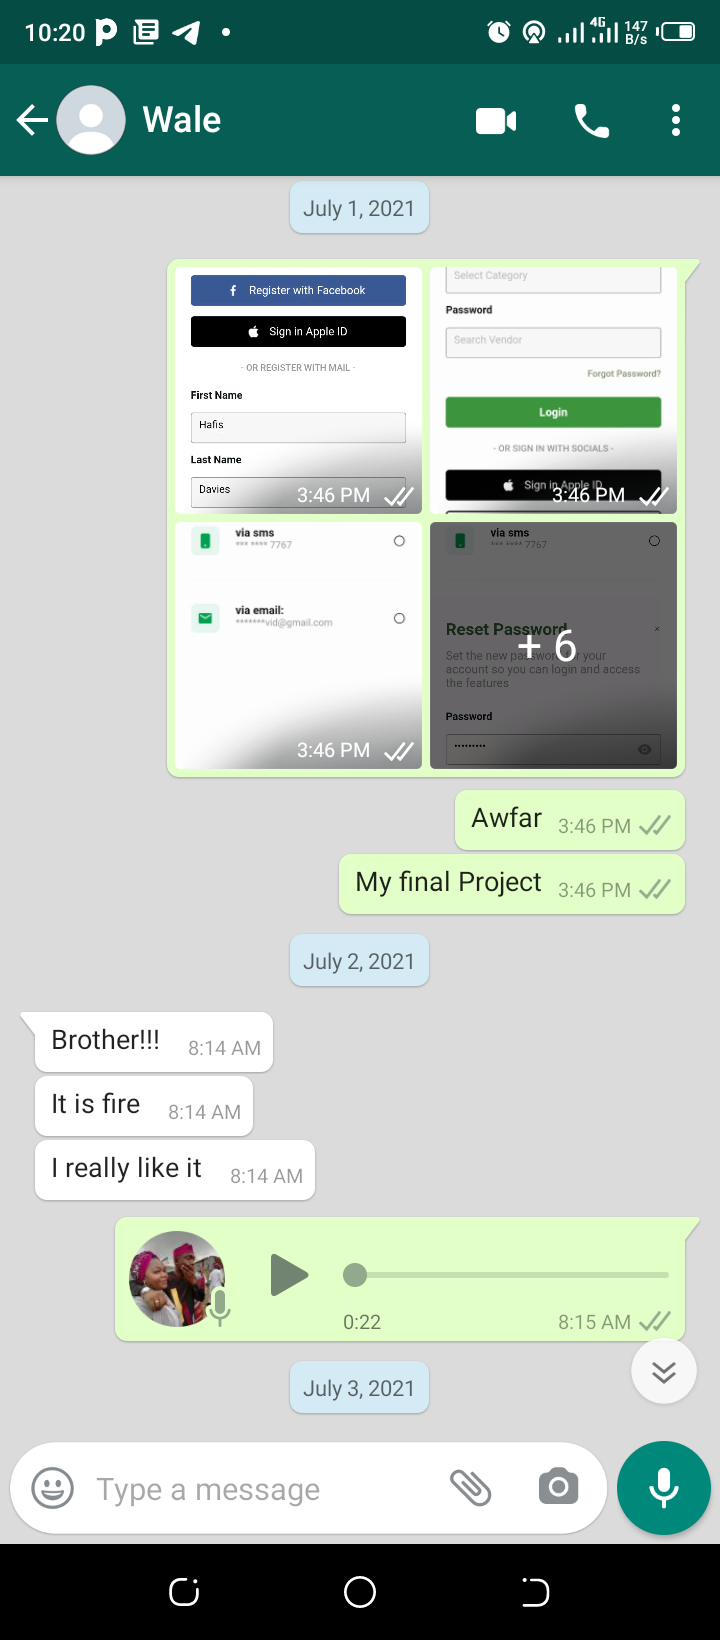 10:20
4G
147
B/s
Wale
July 1, 2021
Register with Facebook
Sign in Apple ID
- OR REGISTER WITH MAIL -
First Name
Hafis
Last Name
Davies
3:46 PM
Select Category
Password
Search Vendor
Forgot Password?
Login
- OR SIGN IN WITH SOCIALS -
Sign in Apple ID
3:46 PM
via sms
*** **** 7767
via email:
*******vid@gmail.com
3:46 PM
via sms
*** **** 7767
Reset Password
+ 6
Set the new password for your
account so you can login and access
the features
Password
Awfar 3:46 PM
My final Project 3:46 PM
July 2, 2021
Brother!!! 8:14 AM
It is fire 8:14 AM
I really like it 8:14 AM
0:22 8:15 AM
July 3, 2021
Type a message